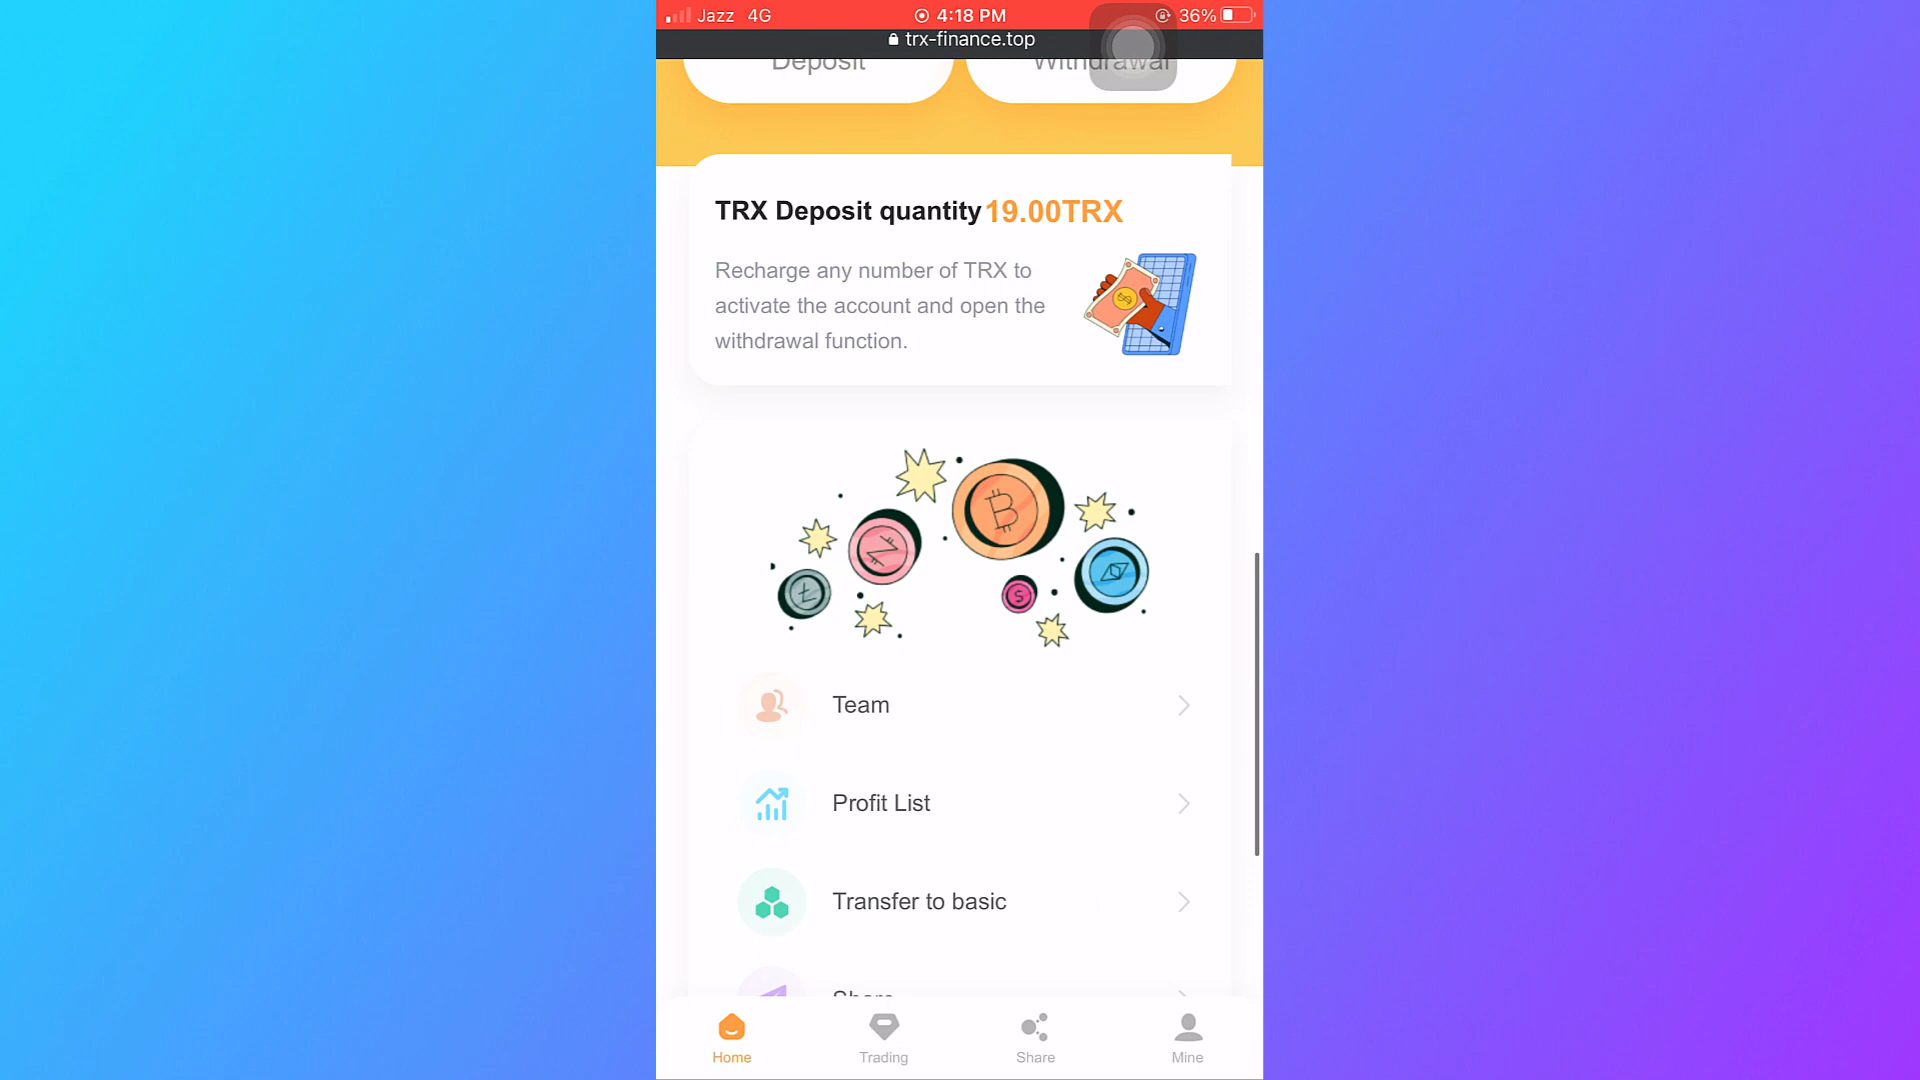 Jazz 4G 4:18 PM 36%
trx-finance.top
Deposit Withdrawal
TRX Deposit quantity 19.00TRX
Recharge any number of TRX to
activate the account and open the
withdrawal function.
Team
Profit List
Transfer to basic
Share
Home Trading Share Mine